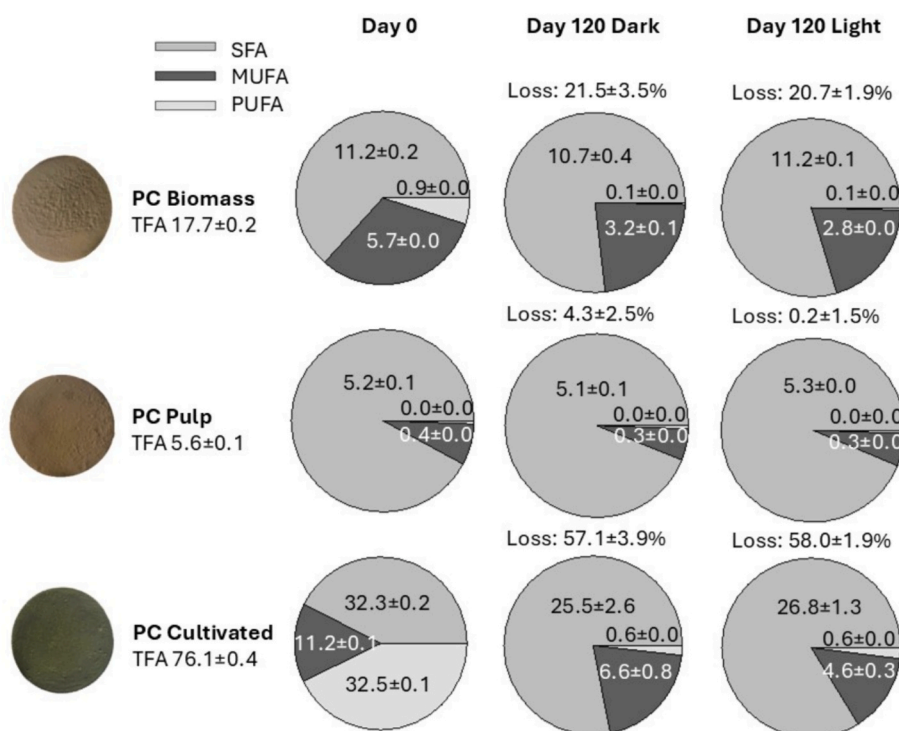 Day 0
Day 120 Dark
Day 120 Light
SFA
MUFA
PUFA
Loss: 21.5±3.5%
Loss: 20.7±1.9%
PC Biomass
TFA 17.7±0.2
11.2±0.2
0.9±0.0
5.7±0.0
10.7±0.4
0.1±0.0
3.2±0.1
11.2±0.1
0.1±0.0
2.8±0.0
Loss: 4.3±2.5%
Loss: 0.2±1.5%
PC Pulp
TFA 5.6±0.1
5.2±0.1
0.0±0.0
0.4±0.0
5.1±0.1
0.0±0.0
0.3±0.0
5.3±0.0
0.0±0.0
0.3±0.0
Loss: 57.1±3.9%
Loss: 58.0±1.9%
PC Cultivated
TFA 76.1±0.4
32.3±0.2
11.2±0.1
32.5±0.1
25.5±2.6
0.6±0.0
6.6±0.8
26.8±1.3
0.6±0.0
4.6±0.3